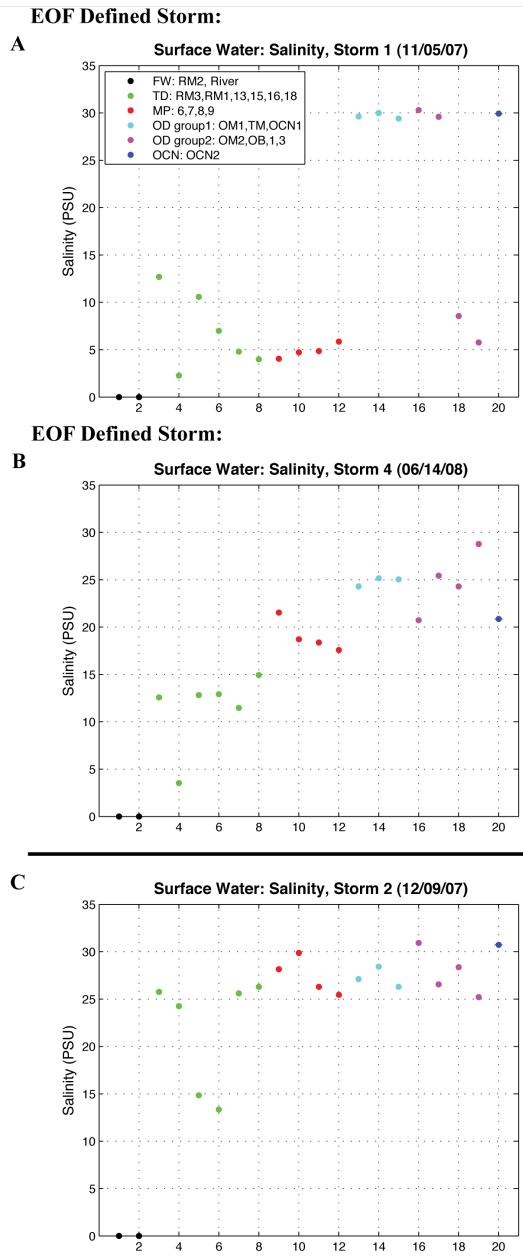 EOF Defined Storm:
A
Surface Water: Salinity, Storm 1 (11/05/07)
35
30
25
20
15
10
5
0
Salinity (PSU)
FW: RM2, River
TD: RM3,RM1,13,15,16,18
MP: 6,7,8,9
OD group1: OM1,TM,OCN1
OD group2: OM2,OB,1,3
OCN: OCN2
2 4 6 8 10 12 14 16 18 20
EOF Defined Storm:
B
Surface Water: Salinity, Storm 4 (06/14/08)
35
30
25
20
15
10
5
0
Salinity (PSU)
2 4 6 8 10 12 14 16 18 20
C
Surface Water: Salinity, Storm 2 (12/09/07)
35
30
25
20
15
10
5
0
Salinity (PSU)
2 4 6 8 10 12 14 16 18 20